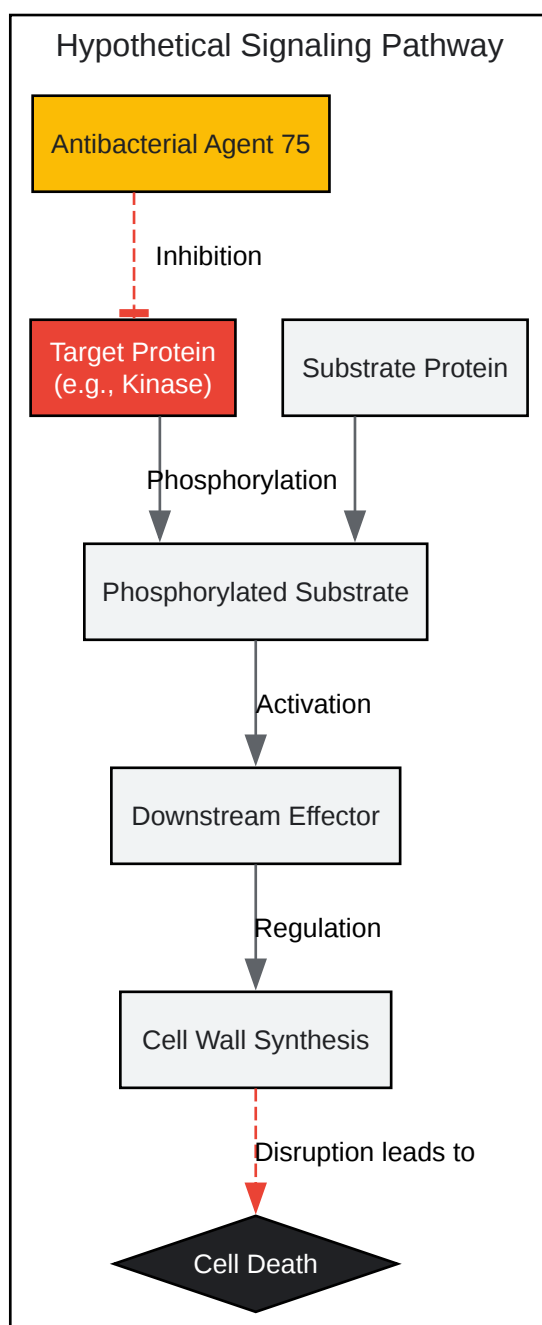 Hypothetical Signaling Pathway
Antibacterial Agent 75
Inhibition
Target Protein
(e.g., Kinase)
Substrate Protein
Phosphorylation
Phosphorylated Substrate
Activation
Downstream Effector
Regulation
Cell Wall Synthesis
Disruption leads to
Cell Death